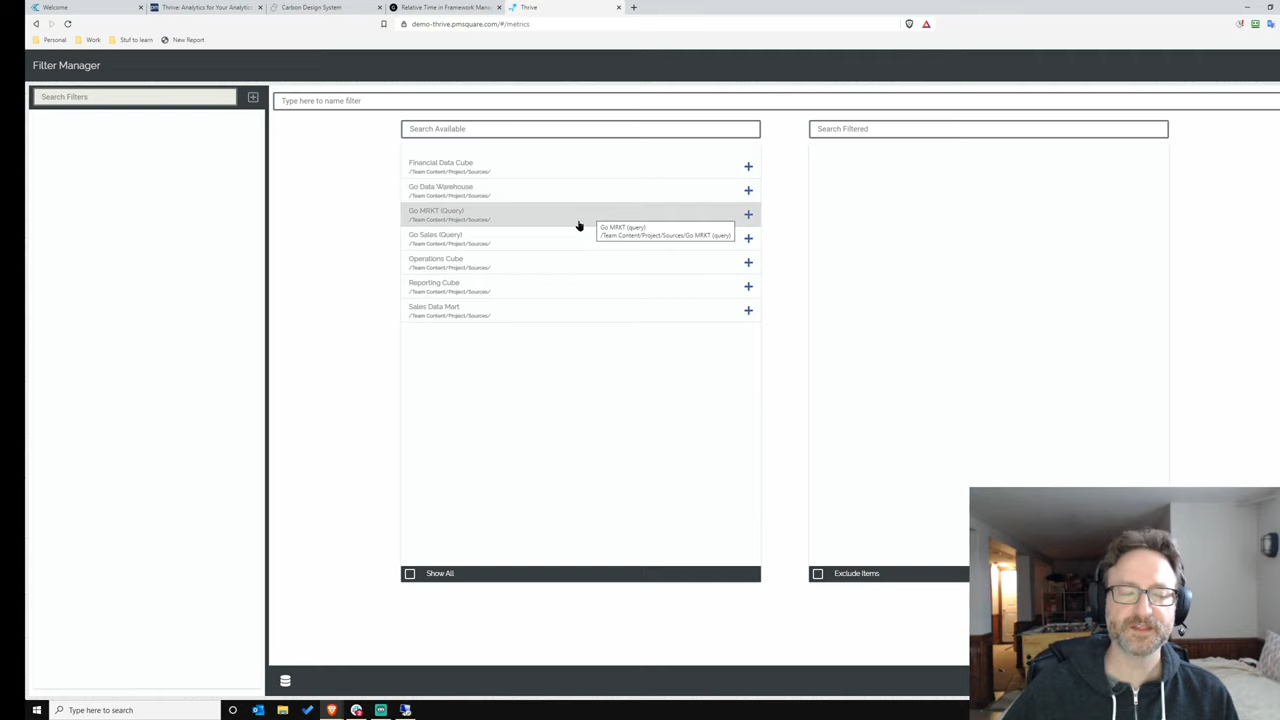 Welcome
Thrive: Analytics for Your Analytics
Carbon Design System
Relative Time in Framework Mana
Thrive
demo-thrive.pmsquare.com/#/metrics
Personal
Work
Stuf to learn
New Report
Filter Manager
Search Filters
Type here to name filter
Search Available
Search Filtered
Financial Data Cube
/Team Content/Project/Sources/
Go Data Warehouse
/Team Content/Project/Sources/
Go MRKT (Query)
/Team Content/Project/Sources/
Go MRKT (query)
/Team Content/Project/Sources/Go MRKT (query)
Go Sales (Query)
/Team Content/Project/Sources/
Operations Cube
/Team Content/Project/Sources/
Reporting Cube
/Team Content/Project/Sources/
Sales Data Mart
/Team Content/Project/Sources/
Show All
Exclude Items
Type here to search